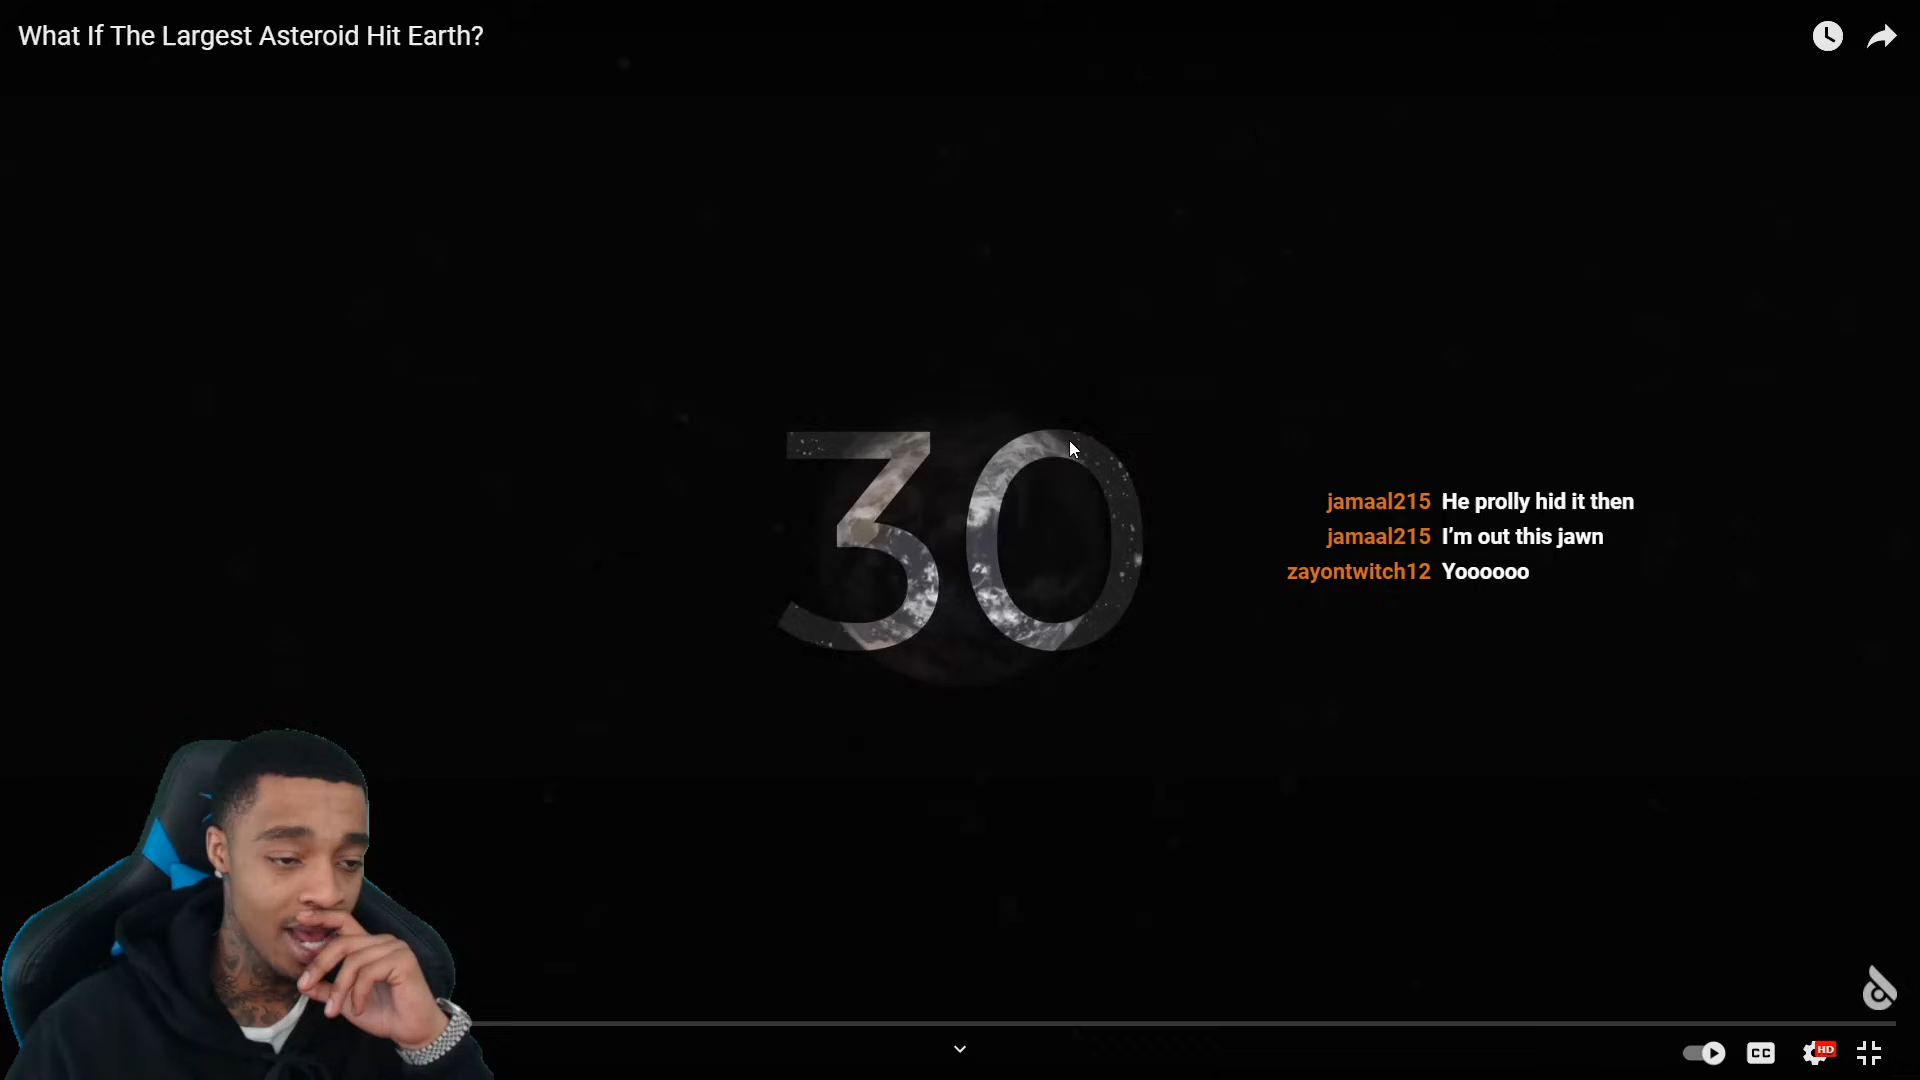 What If The Largest Asteroid Hit Earth?
30
jamaal215 He prolly hid it then
jamaal215 I’m out this jawn
zayontwitch12 Yoooooo
CC
HD